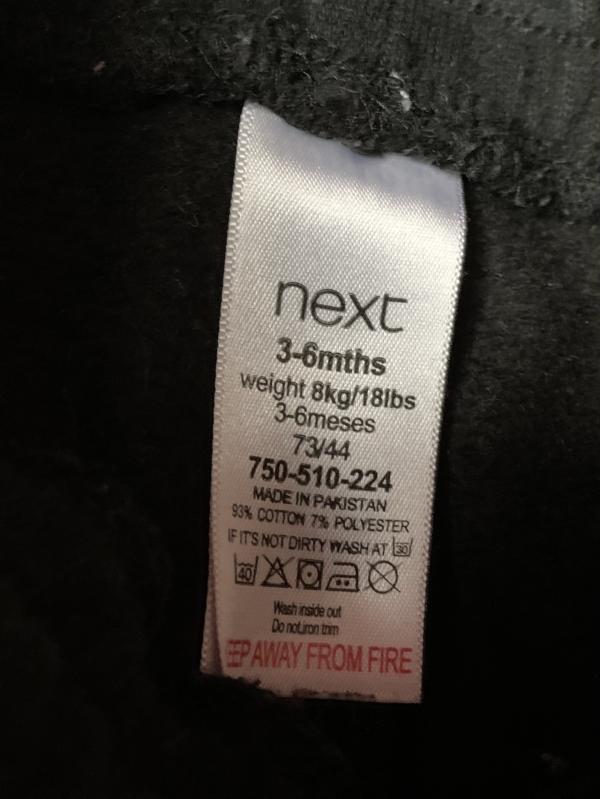 next
3-6mths
weight 8kg/18lbs
3-6meses
73/44
750-510-224
MADE IN PAKISTAN
93% COTTON 7% POLYESTER
IF IT'S NOT DIRTY WASH AT 30
40
Wash inside out
Do not iron trim
EEP AWAY FROM FIRE